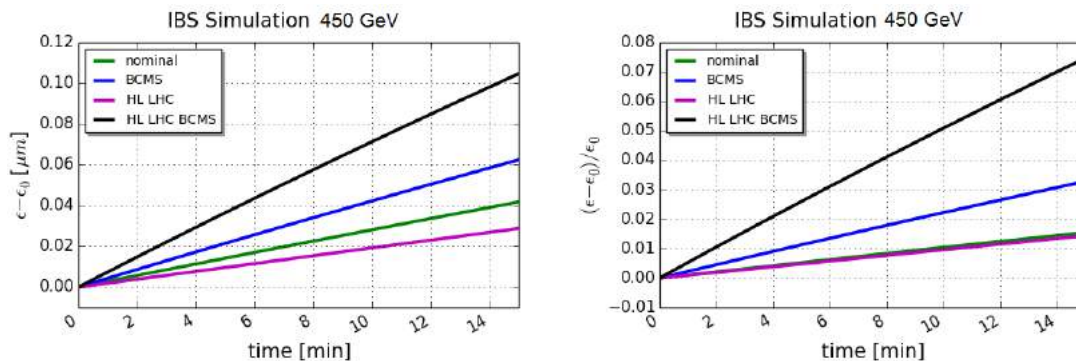 IBS Simulation 450 GeV
0.12
0.10
0.08
0.06
0.04
0.02
0.00
ϵ−ϵ₀ [μm]
nominal
BCMS
HL LHC
HL LHC BCMS
0 2 4 6 8 10 12 14
time [min]
IBS Simulation 450 GeV
0.08
0.07
0.06
0.05
0.04
0.03
0.02
0.01
0.00
−0.01
(ϵ−ϵ₀)/ϵ₀
nominal
BCMS
HL LHC
HL LHC BCMS
0 2 4 6 8 10 12 14
time [min]